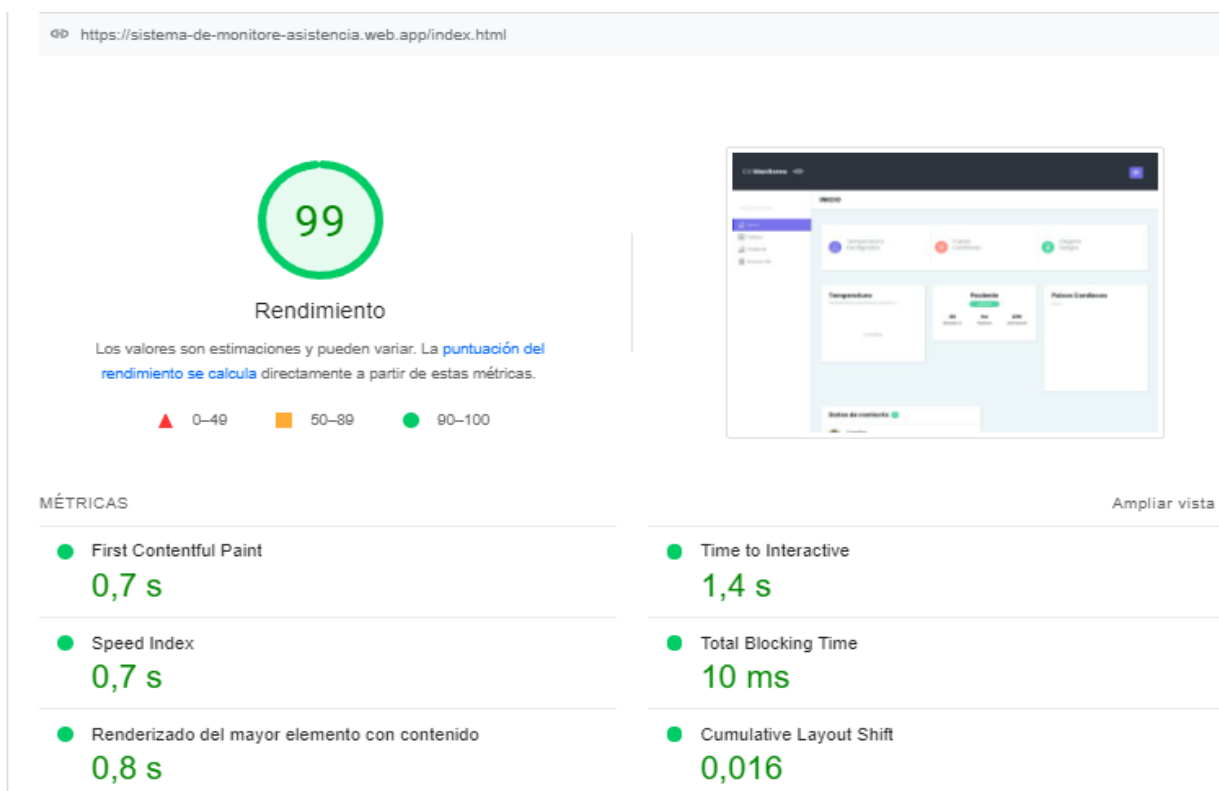 https://sistema-de-monitore-asistencia.web.app/index.html
99
Rendimiento
Los valores son estimaciones y pueden variar. La puntuación del
rendimiento se calcula directamente a partir de estas métricas.
0–49
50–89
90–100
INICIO
Temperatura
Paciente
Pulsos Cardiacos
Datos de contacto
MÉTRICAS
Ampliar vista
First Contentful Paint
0,7 s
Time to Interactive
1,4 s
Speed Index
0,7 s
Total Blocking Time
10 ms
Renderizado del mayor elemento con contenido
0,8 s
Cumulative Layout Shift
0,016